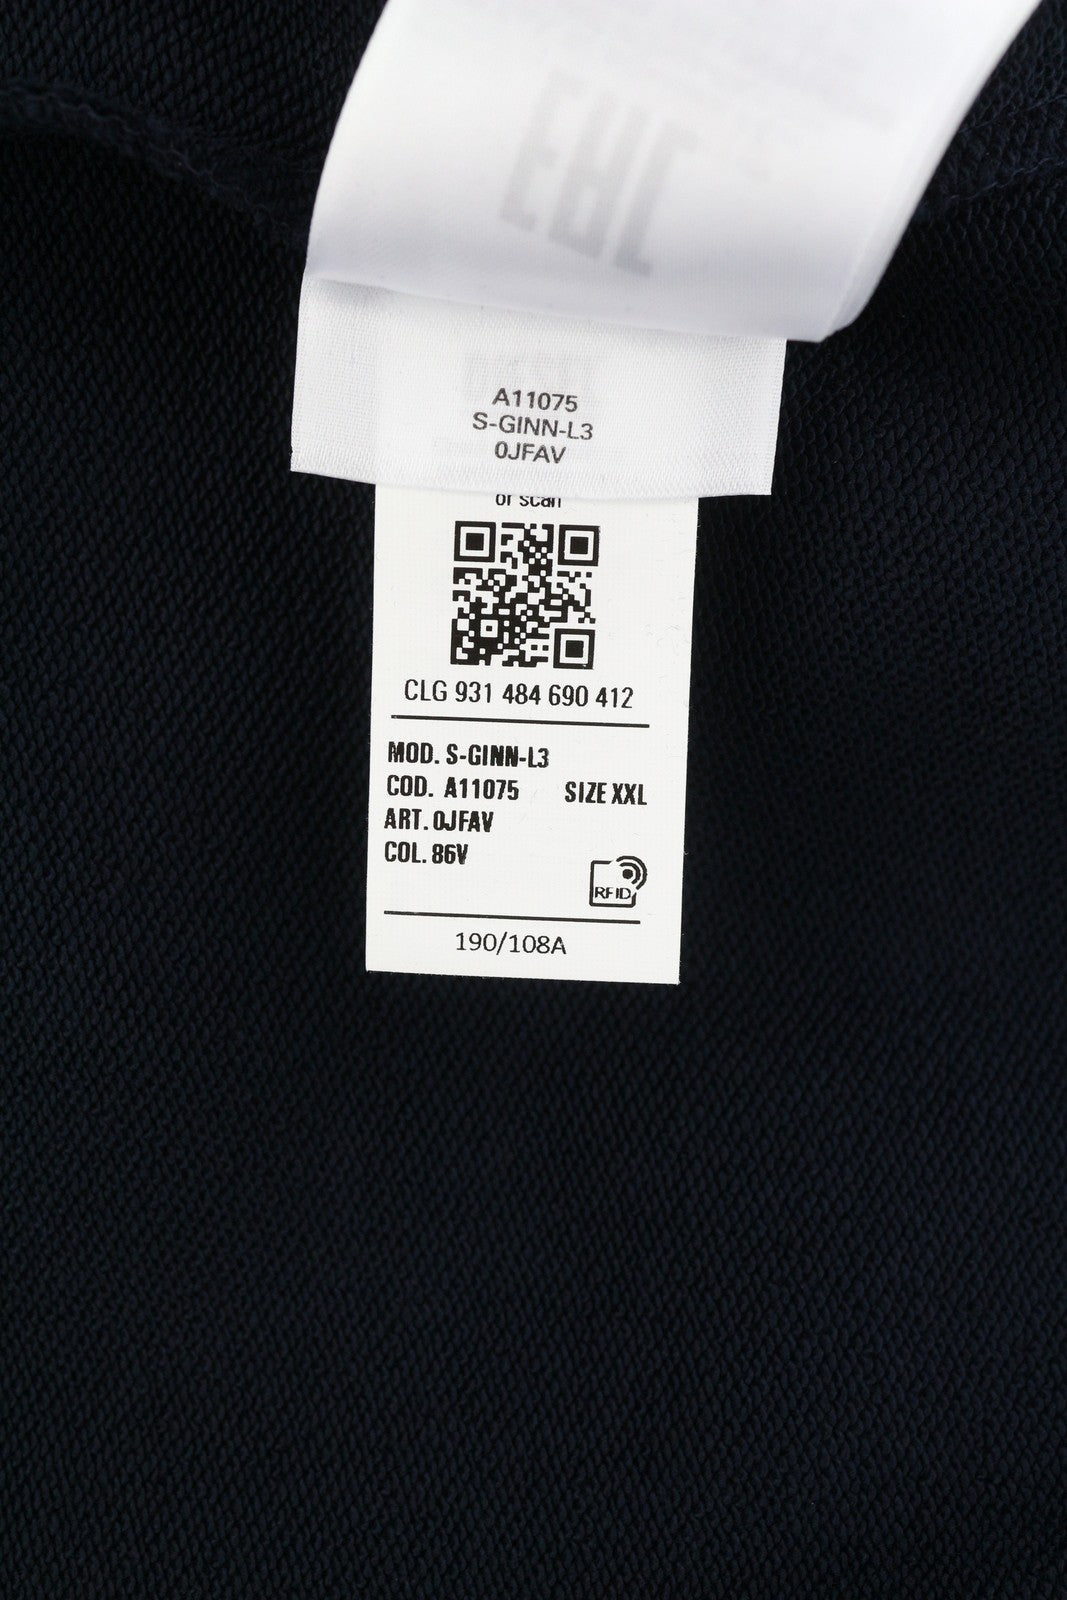 EAC
A11075
S-GINN-L3
0JFAV
or scan
CLG 931 484 690 412
MOD. S-GINN-L3
COD. A11075 SIZE XXL
ART. 0JFAV
COL. 86V
RFID
190/108A